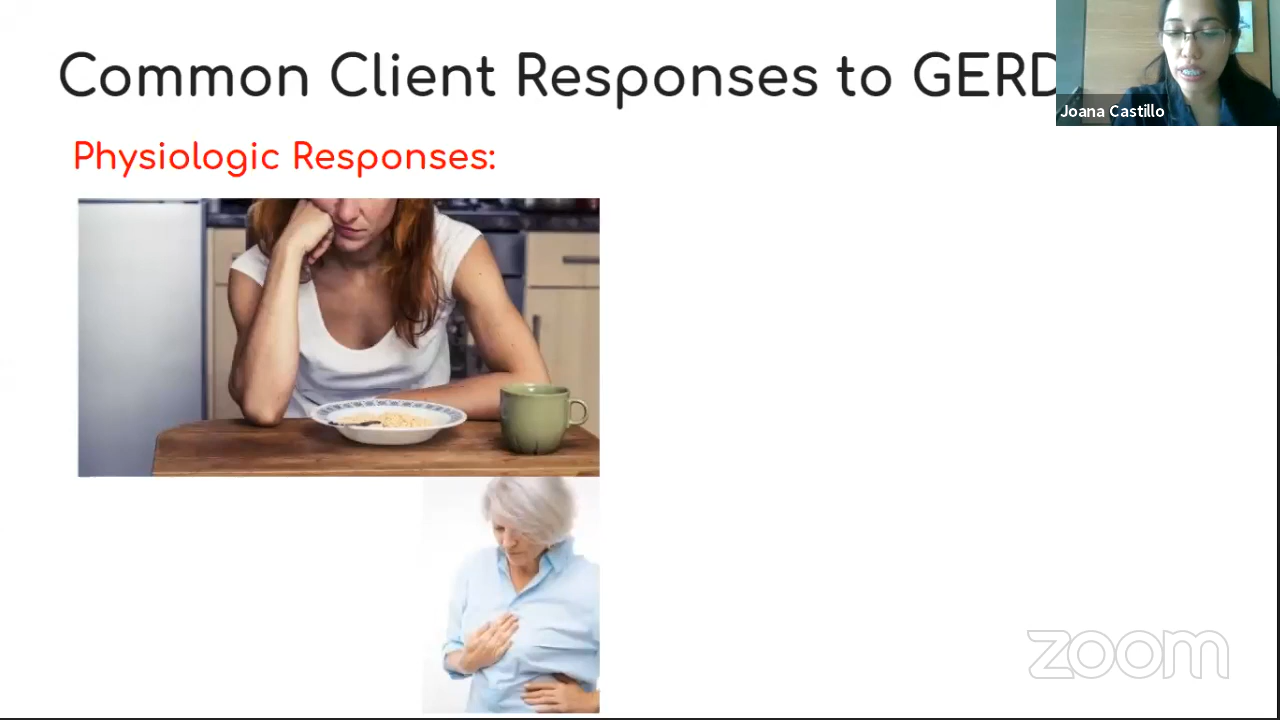 Common Client Responses to GERD
Joana Castillo
Physiologic Responses:
zoom